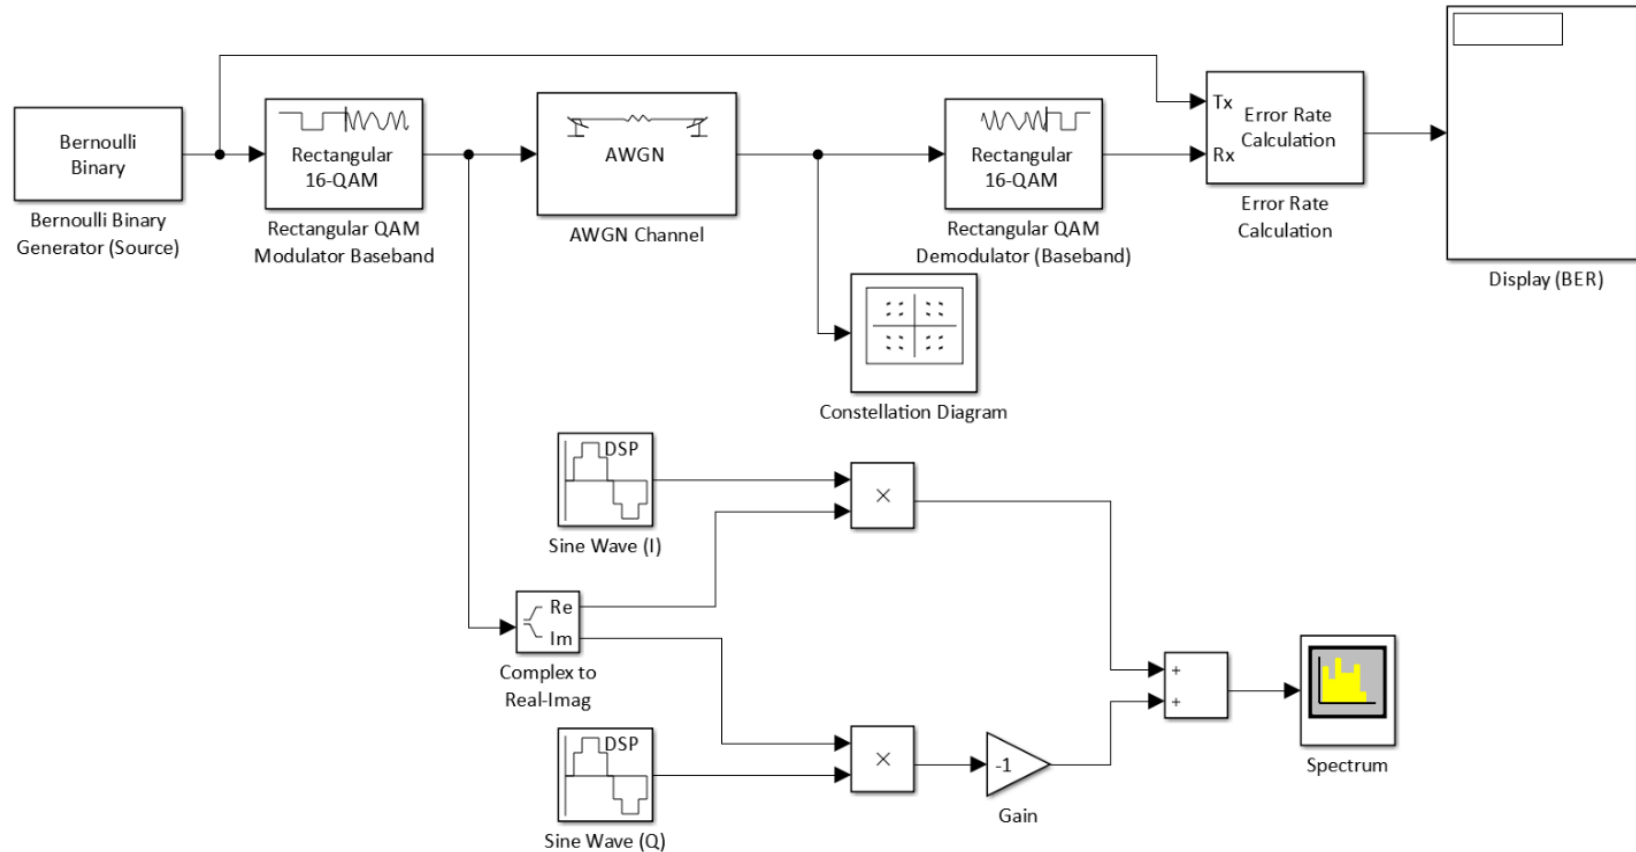 Bernoulli
Binary
Bernoulli Binary
Generator (Source)
Rectangular
16-QAM
Rectangular QAM
Modulator Baseband
AWGN
AWGN Channel
Rectangular
16-QAM
Rectangular QAM
Demodulator (Baseband)
Tx
Rx
Error Rate
Calculation
Error Rate
Calculation
Display (BER)
Constellation Diagram
DSP
Sine Wave (I)
×
Re
Im
Complex to
Real-Imag
DSP
Sine Wave (Q)
×
-1
Gain
+
+
Spectrum